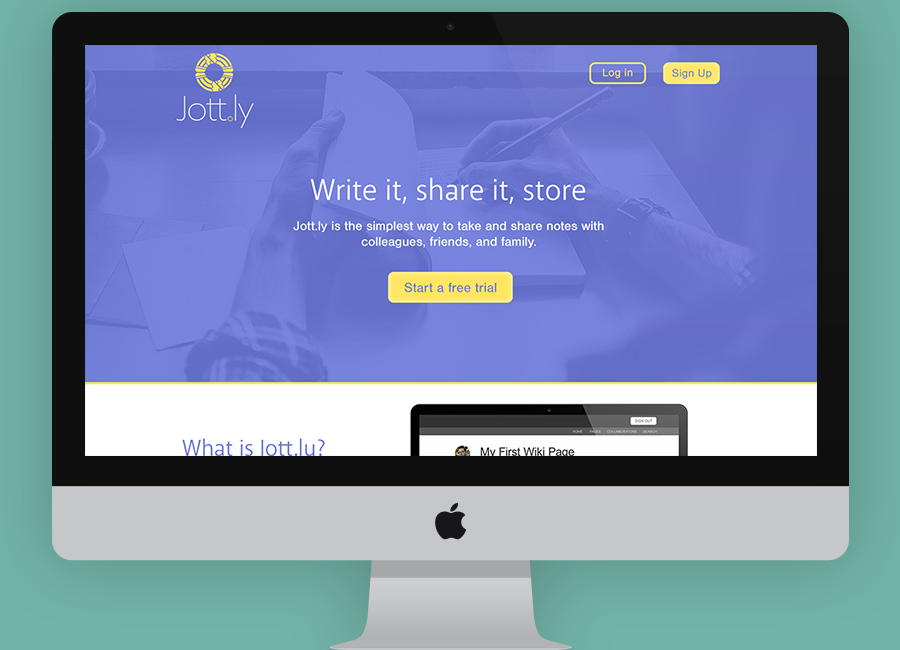 Jott.ly
Log in
Sign Up
Write it, share it, store
Jott.ly is the simplest way to take and share notes with
colleagues, friends, and family.
Start a free trial
What is Jott.ly?
SIGN OUT
HOME PAGES COLLABORATORS SEARCH
My First Wiki Page